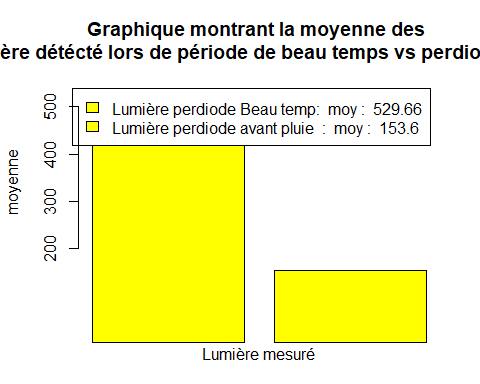 Graphique montrant la moyenne des
ère détécté lors de période de beau temps vs perdio
Lumière perdiode Beau temp: moy : 529.66
Lumière perdiode avant pluie : moy : 153.6
500
400
300
200
moyenne
Lumière mesuré